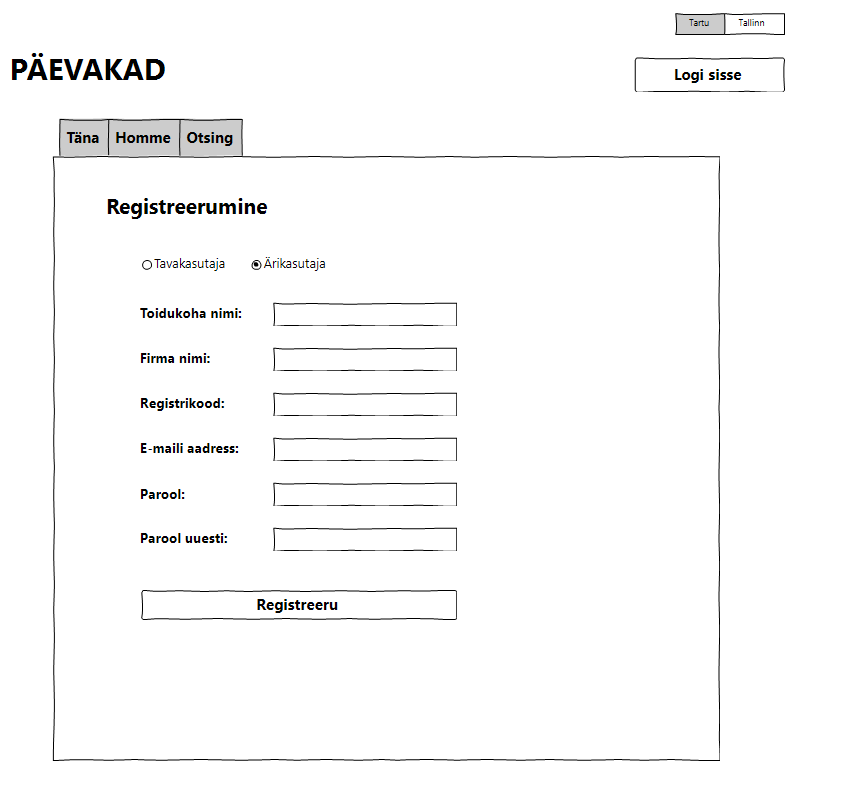 Tartu Tallinn
PÄEVAKAD
Logi sisse
Täna Homme Otsing
Registreerumine
Tavakasutaja Ärikasutaja
Toidukoha nimi:
Firma nimi:
Registrikood:
E-maili aadress:
Parool:
Parool uuesti:
Registreeru